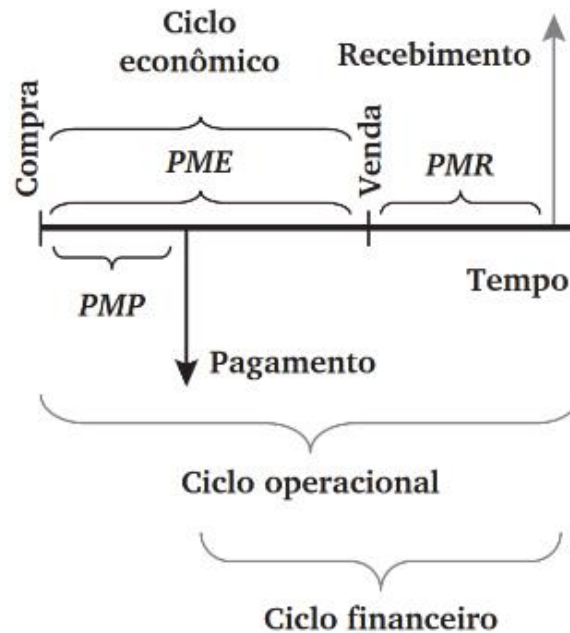 Ciclo
econômico
Recebimento
Compra
PME
Venda
PMR
Tempo
PMP
Pagamento
Ciclo operacional
Ciclo financeiro